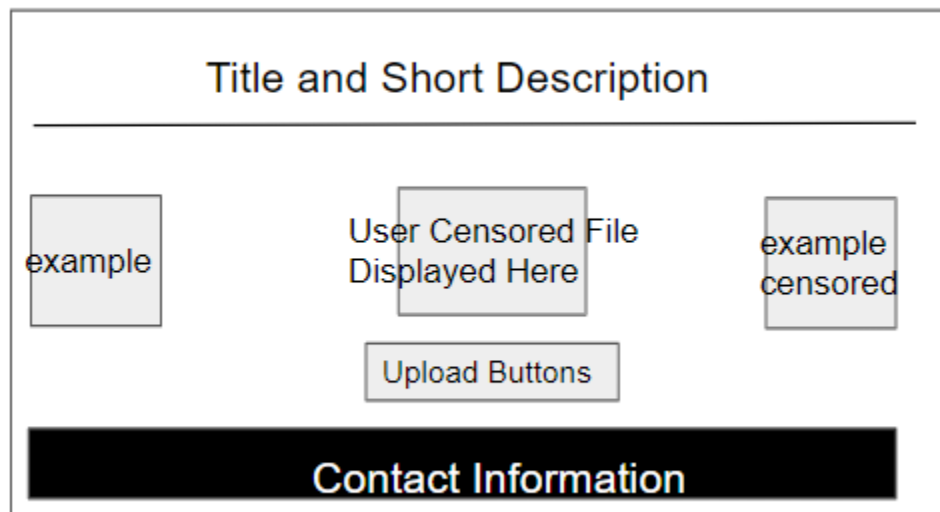 Title and Short Description
example
User Censored File
Displayed Here
example
censored
Upload Buttons
Contact Information